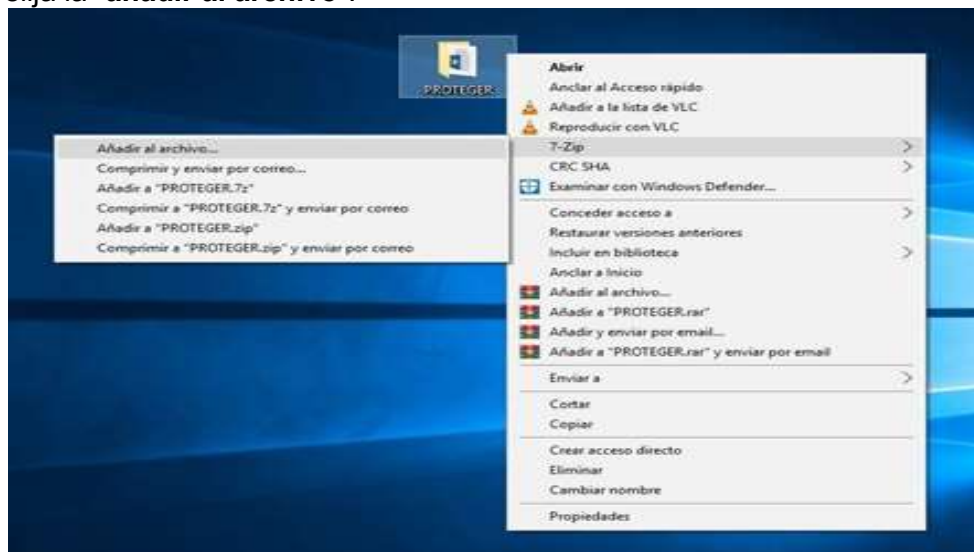 elija la "añadir al archivo".
PROTEGER
Abrir
Anclar al Acceso rápido
Añadir a la lista de VLC
Reproducir con VLC
7-Zip
CRC SHA
Examinar con Windows Defender...
Conceder acceso a
Restaurar versiones anteriores
Incluir en biblioteca
Anclar a Inicio
Añadir al archivo...
Añadir a "PROTEGER.rar"
Añadir y enviar por email...
Añadir a "PROTEGER.rar" y enviar por email
Enviar a
Cortar
Copiar
Crear acceso directo
Eliminar
Cambiar nombre
Propiedades
Añadir al archivo...
Comprimir y enviar por correo...
Añadir a "PROTEGER.7z"
Comprimir a "PROTEGER.7z" y enviar por correo
Añadir a "PROTEGER.zip"
Comprimir a "PROTEGER.zip" y enviar por correo